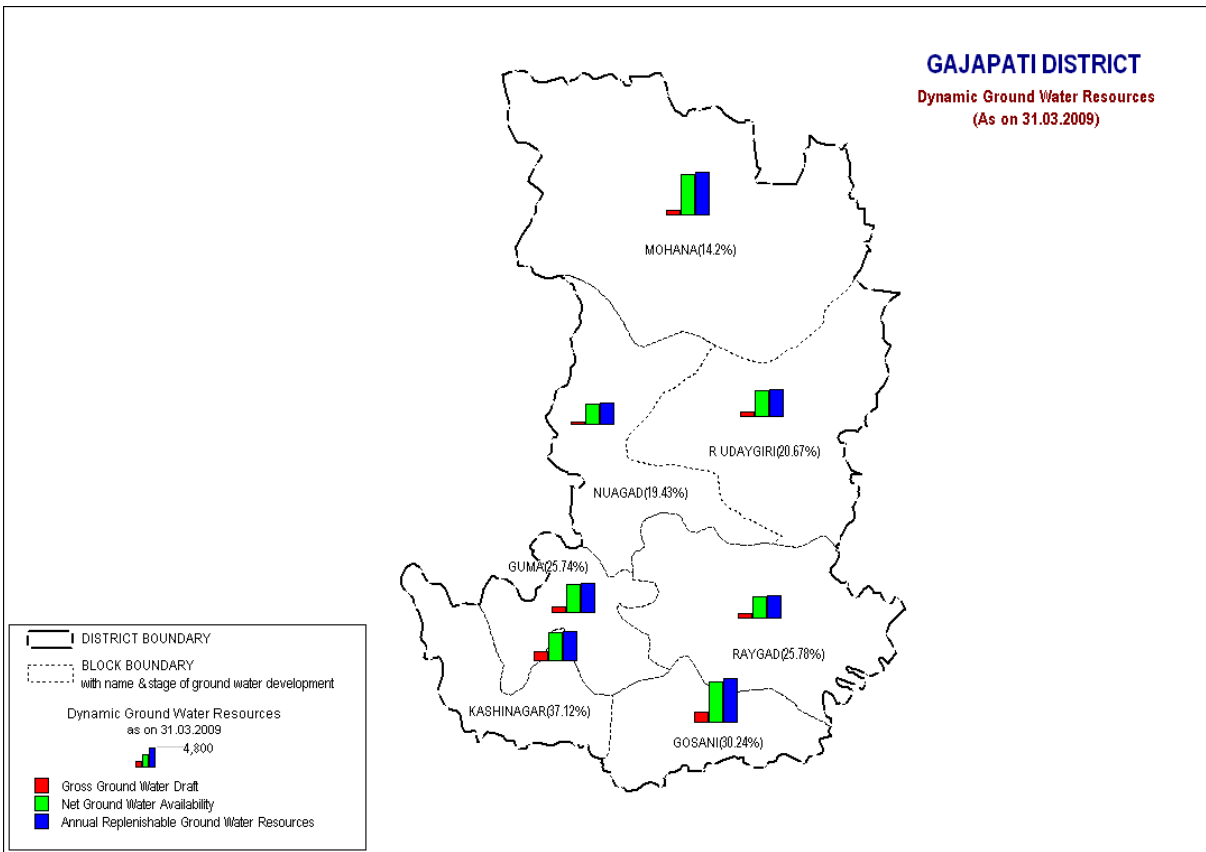 GAJAPATI DISTRICT
Dynamic Ground Water Resources
(As on 31.03.2009)
MOHANA(14.2%)
R UDAYGIRI(20.67%)
NUAGAD(19.43%)
GUMA(25.74%)
RAYGAD(25.78%)
KASHINAGAR(37.12%)
GOSANI(30.24%)
DISTRICT BOUNDARY
BLOCK BOUNDARY
with name & stage of ground water development
Dynamic Ground Water Resources
as on 31.03.2009
4,800
Gross Ground Water Draft
Net Ground Water Availability
Annual Replenishable Ground Water Resources